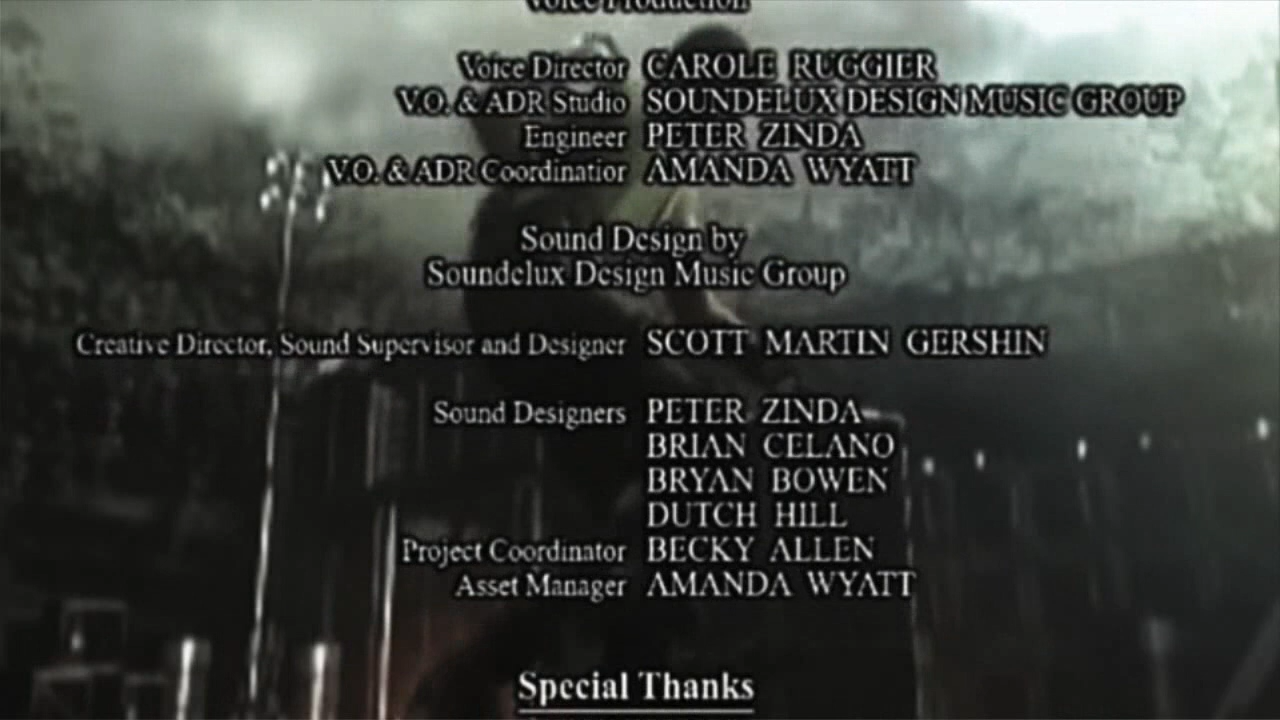 Voice Production
Voice Director CAROLE RUGGIER
V.O. & ADR Studio SOUNDELUX DESIGN MUSIC GROUP
Engineer PETER ZINDA
V.O. & ADR Coordinatior AMANDA WYATT
Sound Design by
Soundelux Design Music Group
Creative Director, Sound Supervisor and Designer SCOTT MARTIN GERSHIN
Sound Designers PETER ZINDA
BRIAN CELANO
BRYAN BOWEN
DUTCH HILL
Project Coordinator BECKY ALLEN
Asset Manager AMANDA WYATT
Special Thanks